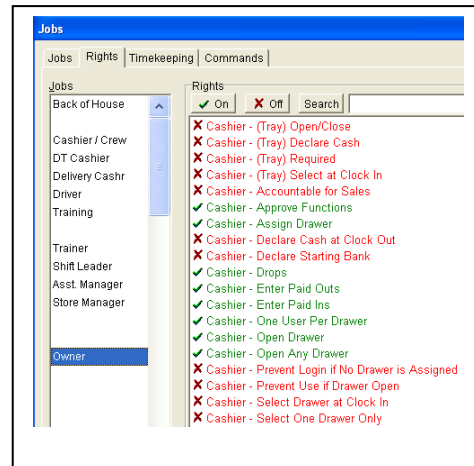 Jobs
Jobs Rights Timekeeping Commands
Jobs
Back of House
Cashier / Crew
DT Cashier
Delivery Cashr
Driver
Training
Trainer
Shift Leader
Asst. Manager
Store Manager
Owner
Rights
On Off Search
Cashier - (Tray) Open/Close
Cashier - (Tray) Declare Cash
Cashier - (Tray) Required
Cashier - (Tray) Select at Clock In
Cashier - Accountable for Sales
Cashier - Approve Functions
Cashier - Assign Drawer
Cashier - Declare Cash at Clock Out
Cashier - Declare Starting Bank
Cashier - Drops
Cashier - Enter Paid Outs
Cashier - Enter Paid Ins
Cashier - One User Per Drawer
Cashier - Open Drawer
Cashier - Open Any Drawer
Cashier - Prevent Login if No Drawer is Assigned
Cashier - Prevent Use if Drawer Open
Cashier - Select Drawer at Clock In
Cashier - Select One Drawer Only